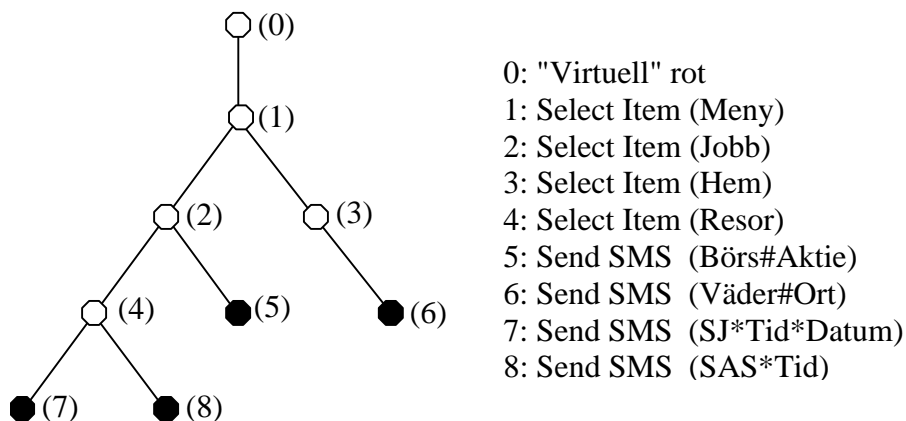 (0)
(1)
(2)
(3)
(4)
(5)
(6)
(7)
(8)
0: "Virtuell" rot
1: Select Item (Meny)
2: Select Item (Jobb)
3: Select Item (Hem)
4: Select Item (Resor)
5: Send SMS (Börs#Aktie)
6: Send SMS (Väder#Ort)
7: Send SMS (SJ*Tid*Datum)
8: Send SMS (SAS*Tid)